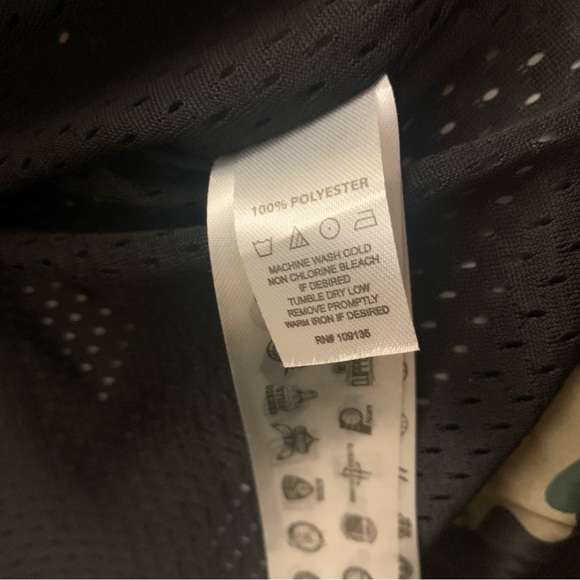 100% POLYESTER
MACHINE WASH COLD
NON CHLORINE BLEACH
IF DESIRED
TUMBLE DRY LOW
REMOVE PROMPTLY
WARM IRON IF DESIRED
RN# 109135